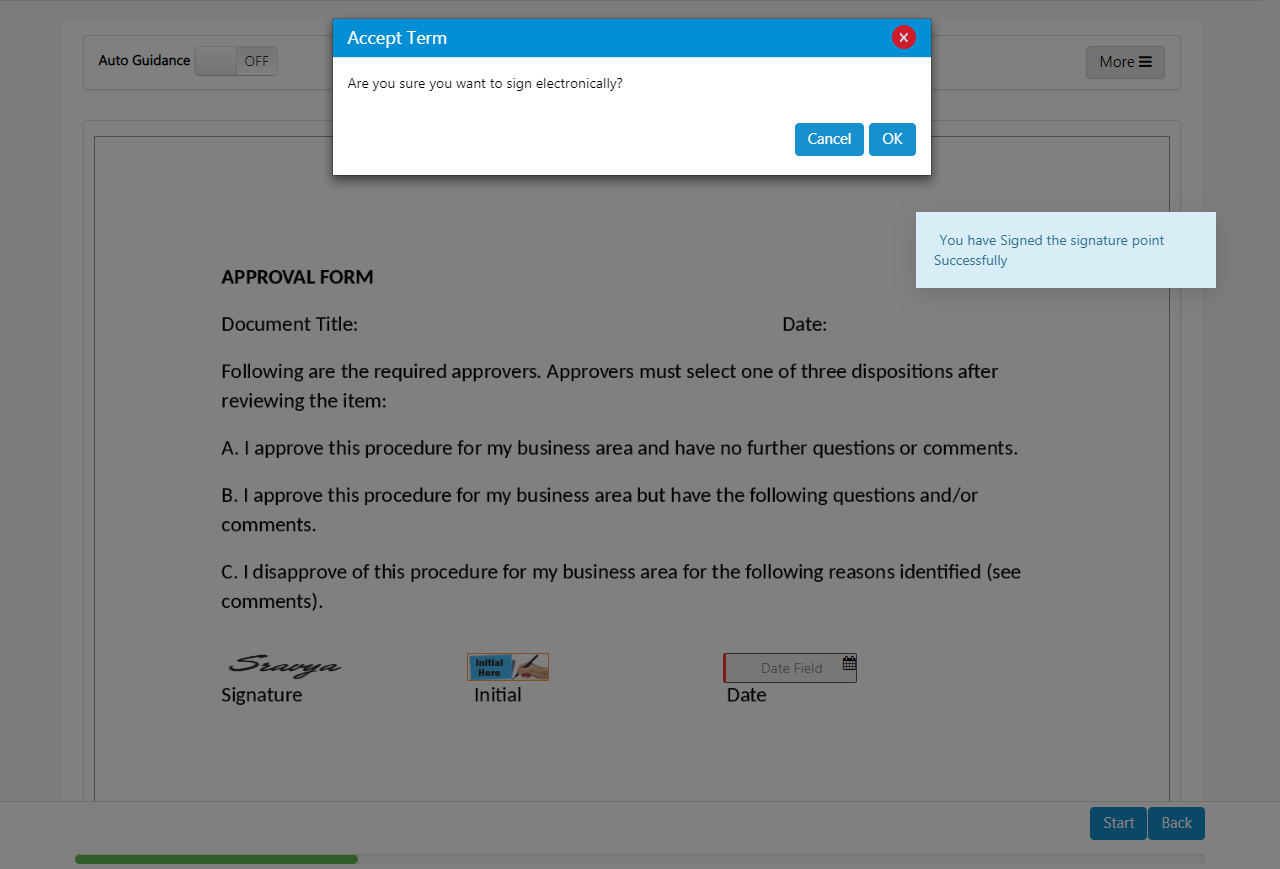 Accept Term
Are you sure you want to sign electronically?
Cancel OK
Auto Guidance OFF More
You have Signed the signature point
Successfully
APPROVAL FORM
Document Title: Date:
Following are the required approvers. Approvers must select one of three dispositions after
reviewing the item:
A. I approve this procedure for my business area and have no further questions or comments.
B. I approve this procedure for my business area but have the following questions and/or
comments.
C. I disapprove of this procedure for my business area for the following reasons identified (see
comments).
Sravya Initial Here Date Field
Signature Initial Date
Start Back